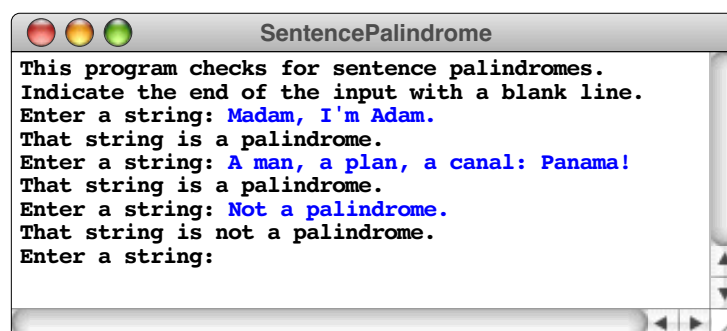 SentencePalindrome
This program checks for sentence palindromes.
Indicate the end of the input with a blank line.
Enter a string: Madam, I'm Adam.
That string is a palindrome.
Enter a string: A man, a plan, a canal: Panama!
That string is a palindrome.
Enter a string: Not a palindrome.
That string is not a palindrome.
Enter a string: